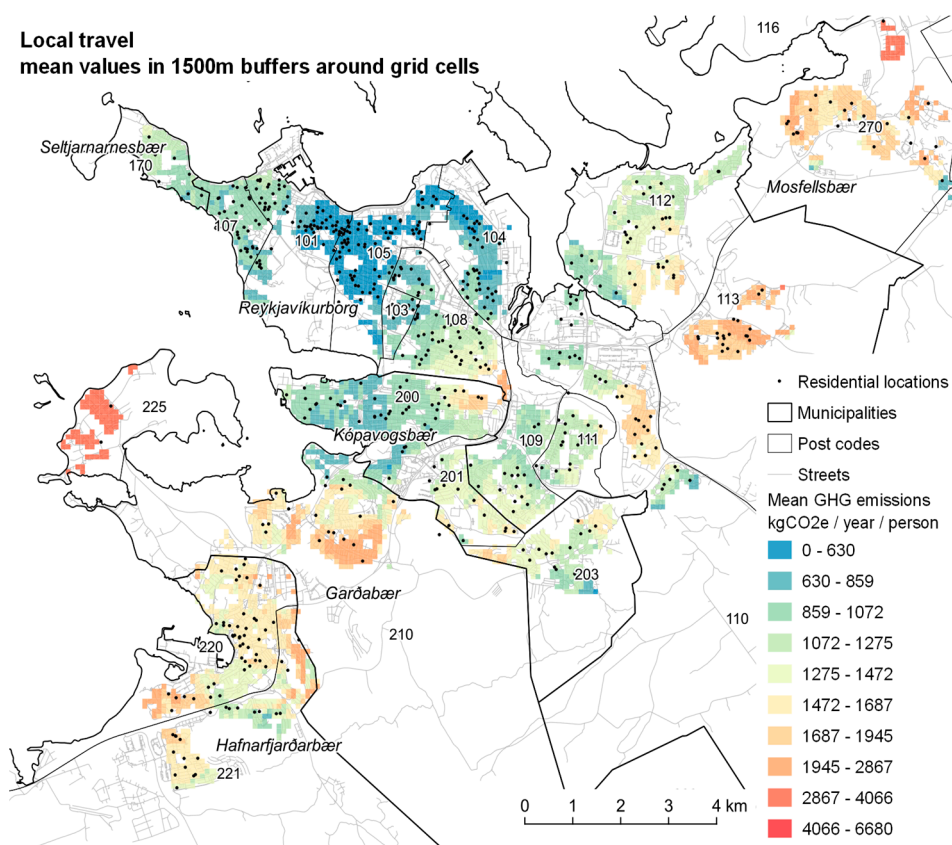 Local travel
mean values in 1500m buffers around grid cells
116
Seltjarnarnesbær
170
270
Mosfellsbær
112
107
101
105
104
Reykjavíkurborg
103
108
113
225
200
Kópavogsbær
109
111
201
203
Garðabær
210
110
220
Hafnarfjarðarbær
221
Residential locations
Municipalities
Post codes
Streets
Mean GHG emissions
kgCO2e / year / person
0 - 630
630 - 859
859 - 1072
1072 - 1275
1275 - 1472
1472 - 1687
1687 - 1945
1945 - 2867
2867 - 4066
4066 - 6680
0 1 2 3 4 km